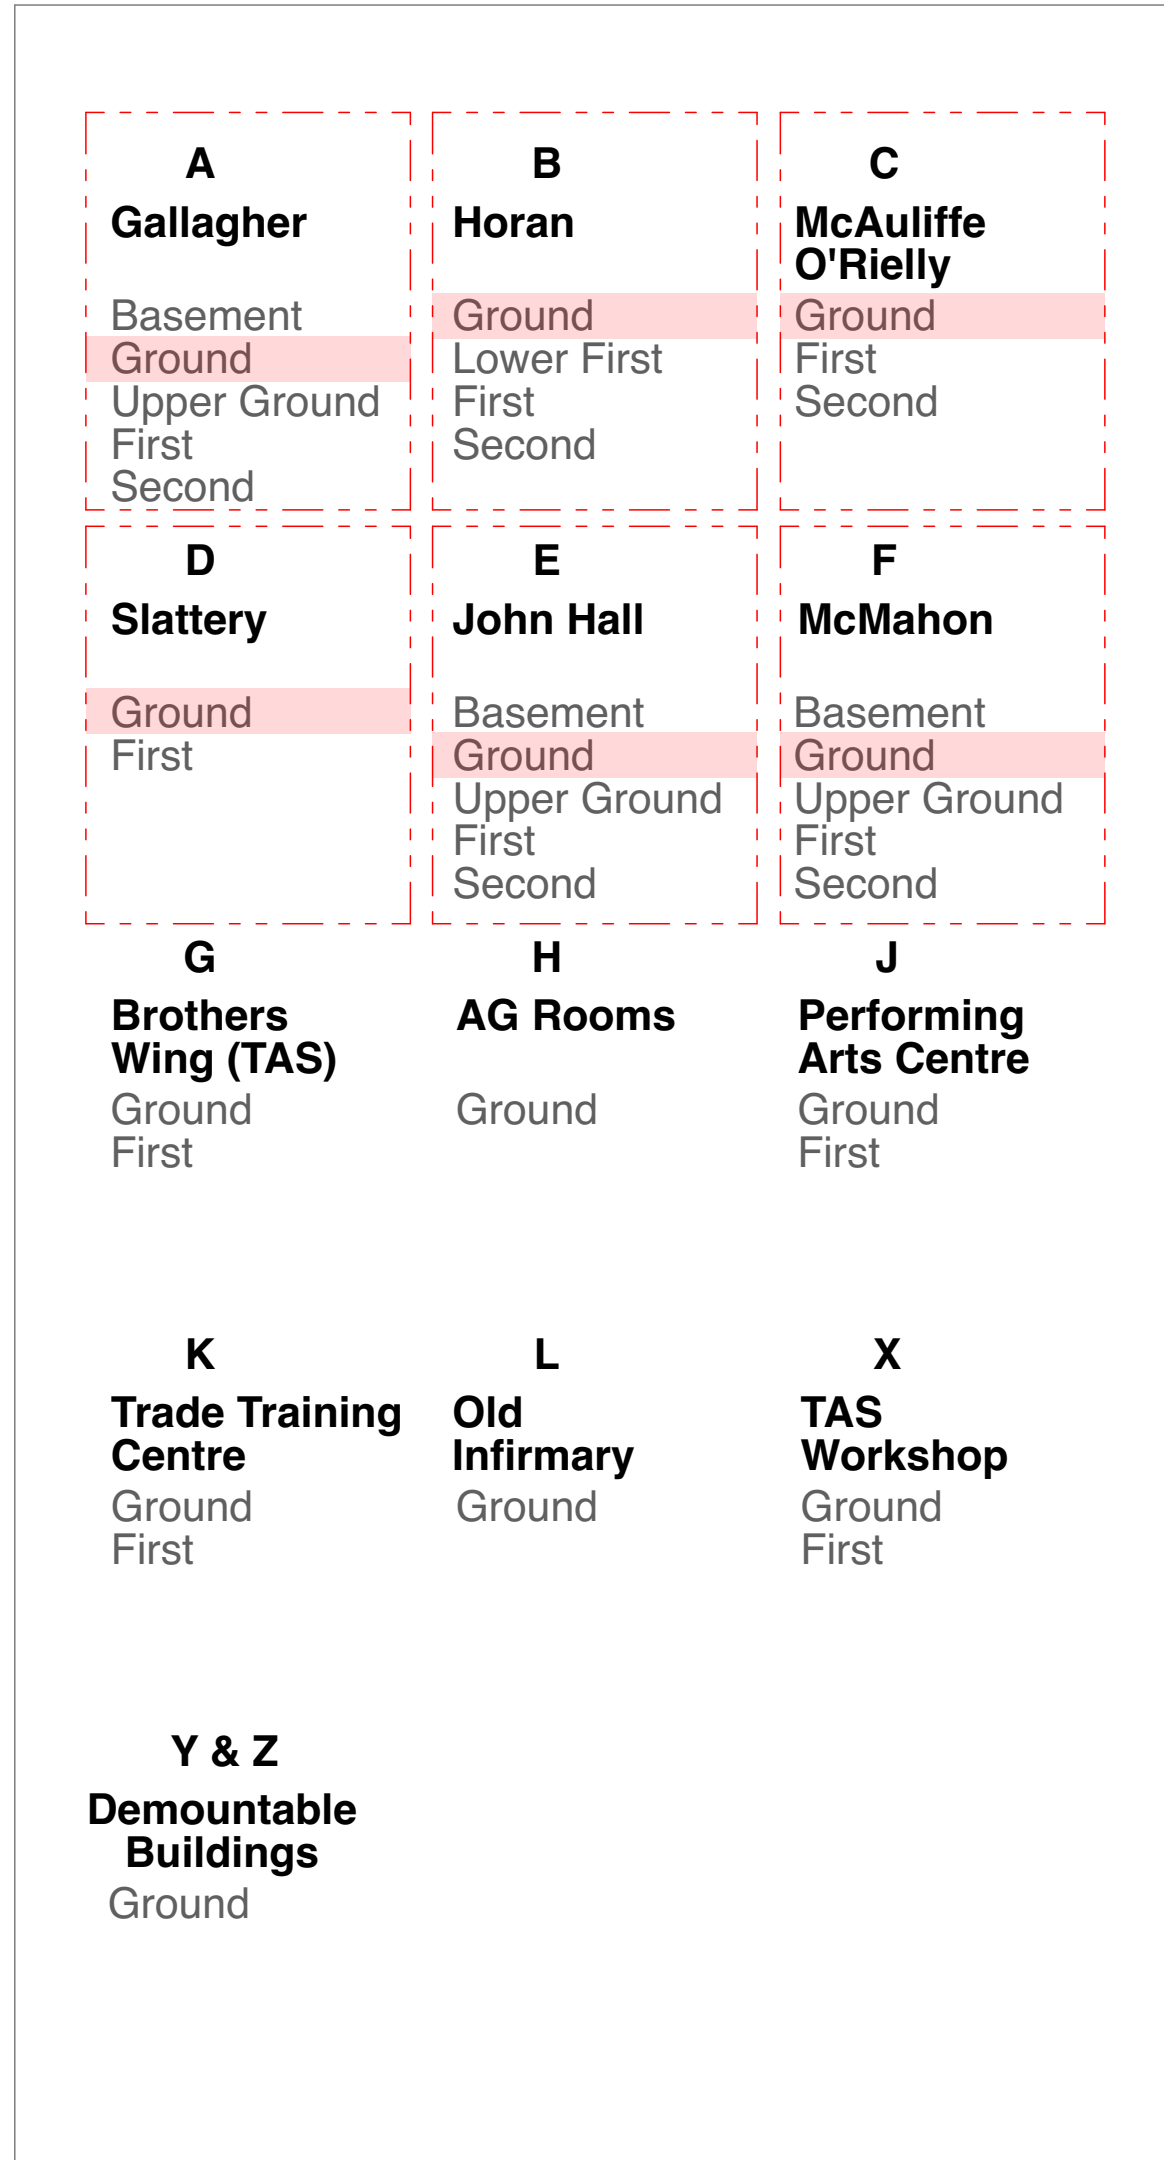 A
Gallagher
Basement
Ground
Upper Ground
First
Second
B
Horan
Ground
Lower First
First
Second
C
McAuliffe
O'Rielly
Ground
First
Second
D
Slattery
Ground
First
E
John Hall
Basement
Ground
Upper Ground
First
Second
F
McMahon
Basement
Ground
Upper Ground
First
Second
G
Brothers
Wing (TAS)
Ground
First
H
AG Rooms
Ground
J
Performing
Arts Centre
Ground
First
K
Trade Training
Centre
Ground
First
L
Old
Infirmary
Ground
X
TAS
Workshop
Ground
First
Y & Z
Demountable
Buildings
Ground